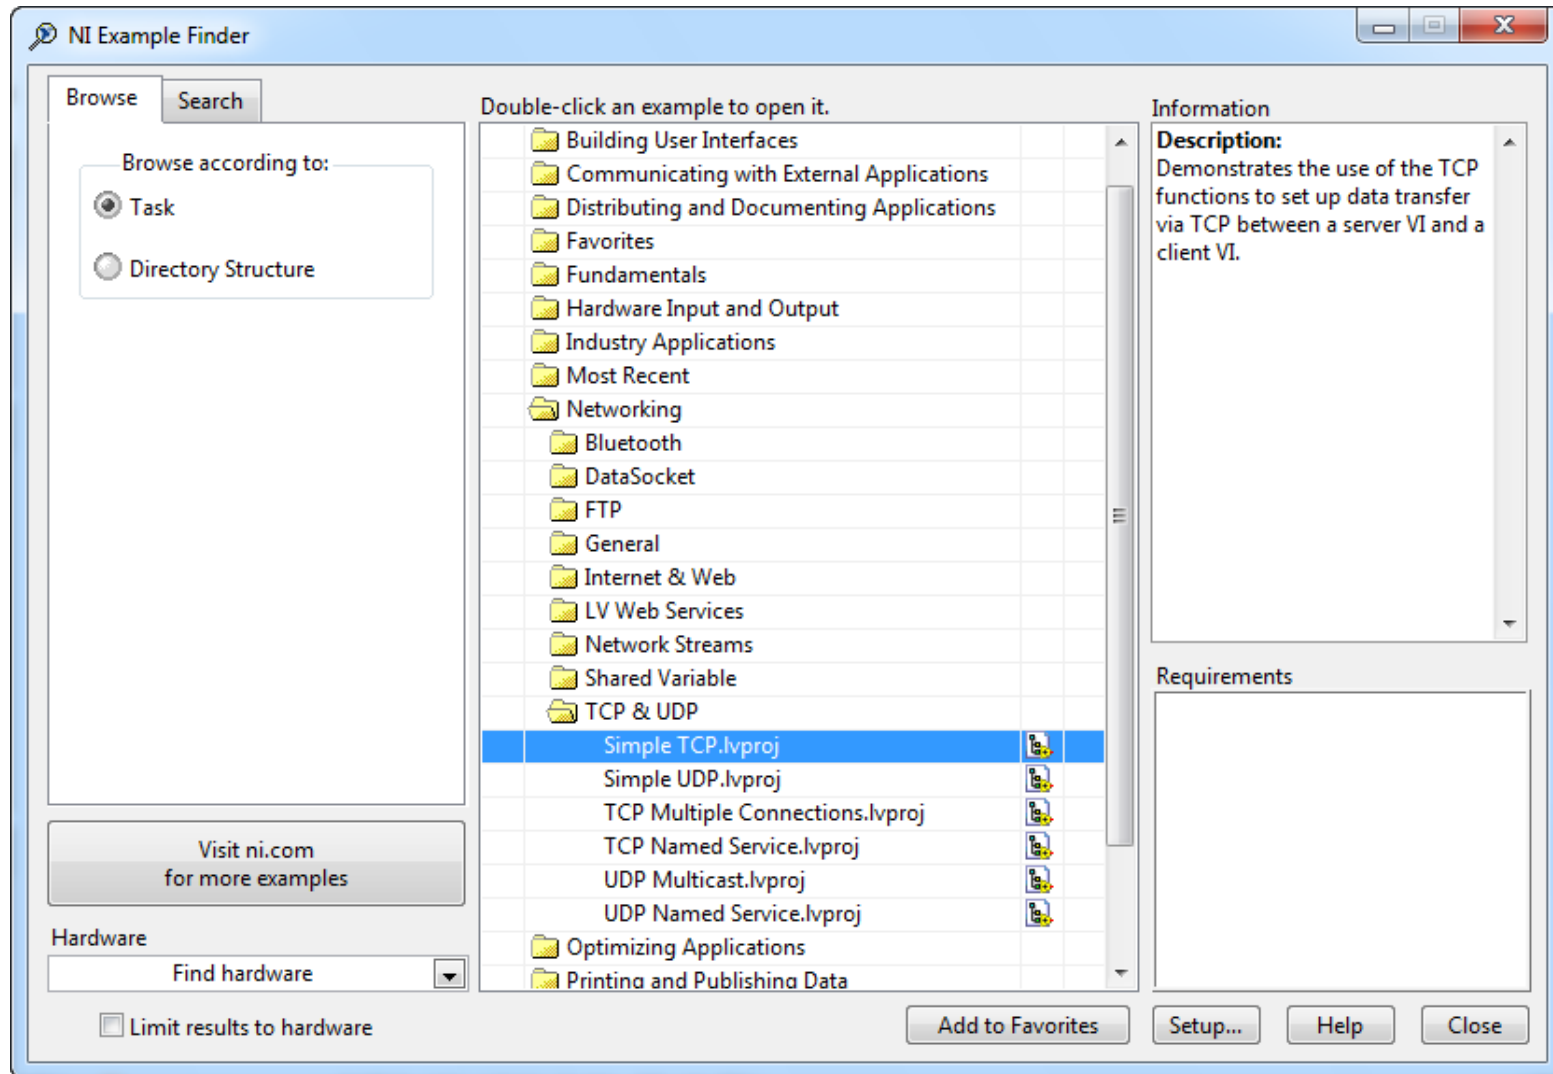 NI Example Finder
Browse
Search
Browse according to:
Task
Directory Structure
Visit ni.com
for more examples
Hardware
Find hardware
Limit results to hardware
Double-click an example to open it.
Building User Interfaces
Communicating with External Applications
Distributing and Documenting Applications
Favorites
Fundamentals
Hardware Input and Output
Industry Applications
Most Recent
Networking
Bluetooth
DataSocket
FTP
General
Internet & Web
LV Web Services
Network Streams
Shared Variable
TCP & UDP
Simple TCP.lvproj
Simple UDP.lvproj
TCP Multiple Connections.lvproj
TCP Named Service.lvproj
UDP Multicast.lvproj
UDP Named Service.lvproj
Optimizing Applications
Printing and Publishing Data
Information
Description:
Demonstrates the use of the TCP
functions to set up data transfer
via TCP between a server VI and a
client VI.
Requirements
Add to Favorites
Setup...
Help
Close